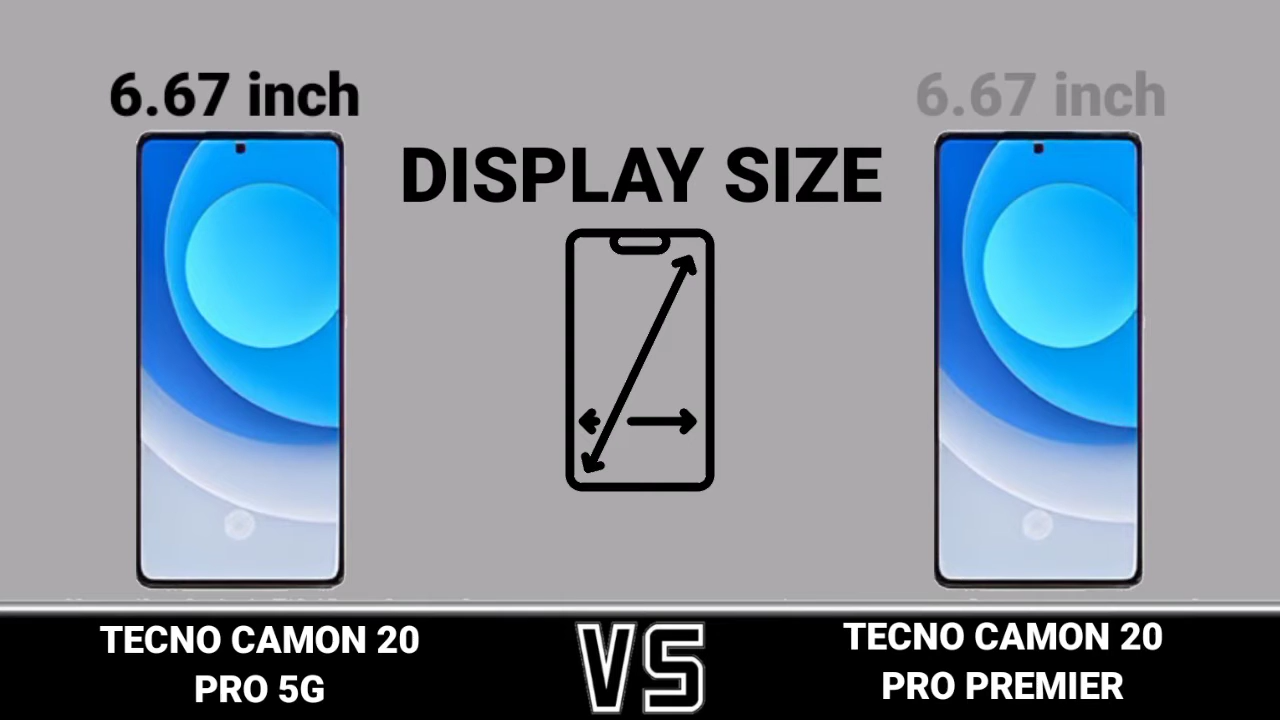 6.67 inch
6.67 inch
DISPLAY SIZE
TECNO CAMON 20
PRO 5G
VS
TECNO CAMON 20
PRO PREMIER